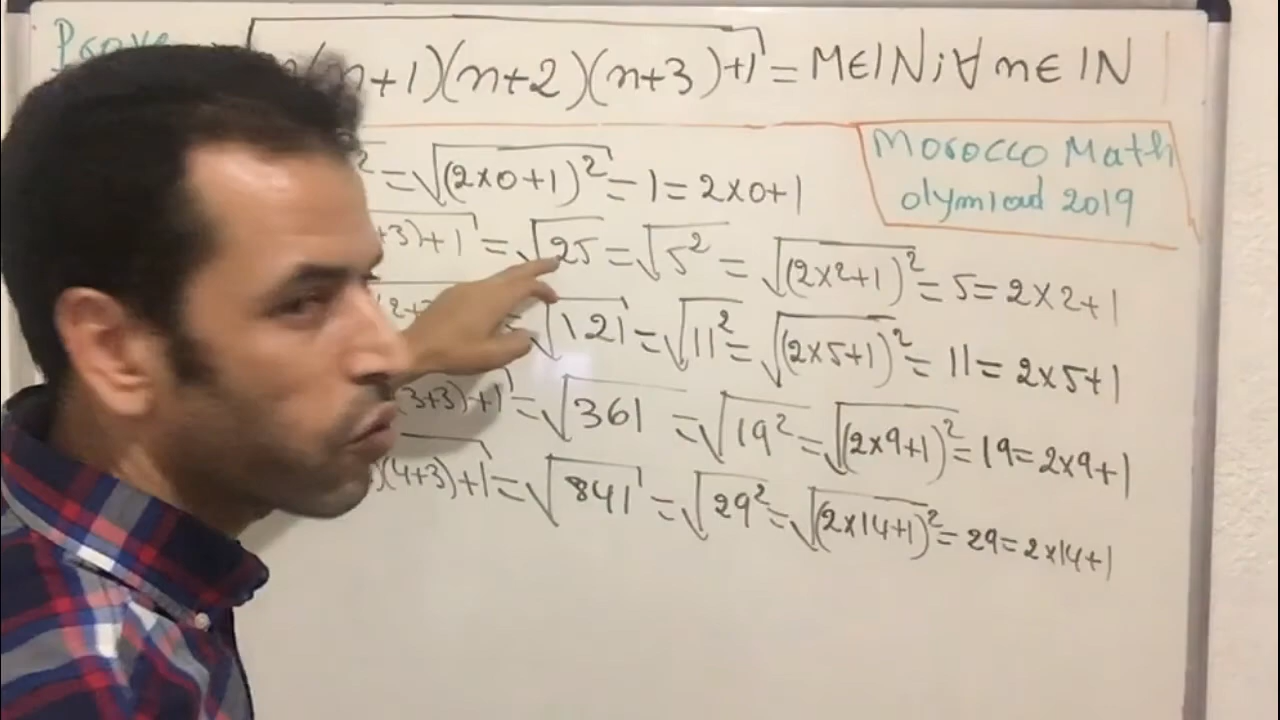 Prove √n(n+1)(n+2)(n+3)+1 = M∈IN; ∀ n∈IN
Morocco Math
olymiad 2019
2 = √(2×0+1)² = 1 = 2×0+1
+3)+1 = √25 = √5² = √(2×2+1)² = 5 = 2×2+1
= √121 = √11² = √(2×5+1)² = 11 = 2×5+1
(3+3)+1 = √361 = √19² = √(2×9+1)² = 19 = 2×9+1
)(4+3)+1 = √841 = √29² = √(2×14+1)² = 29 = 2×14+1